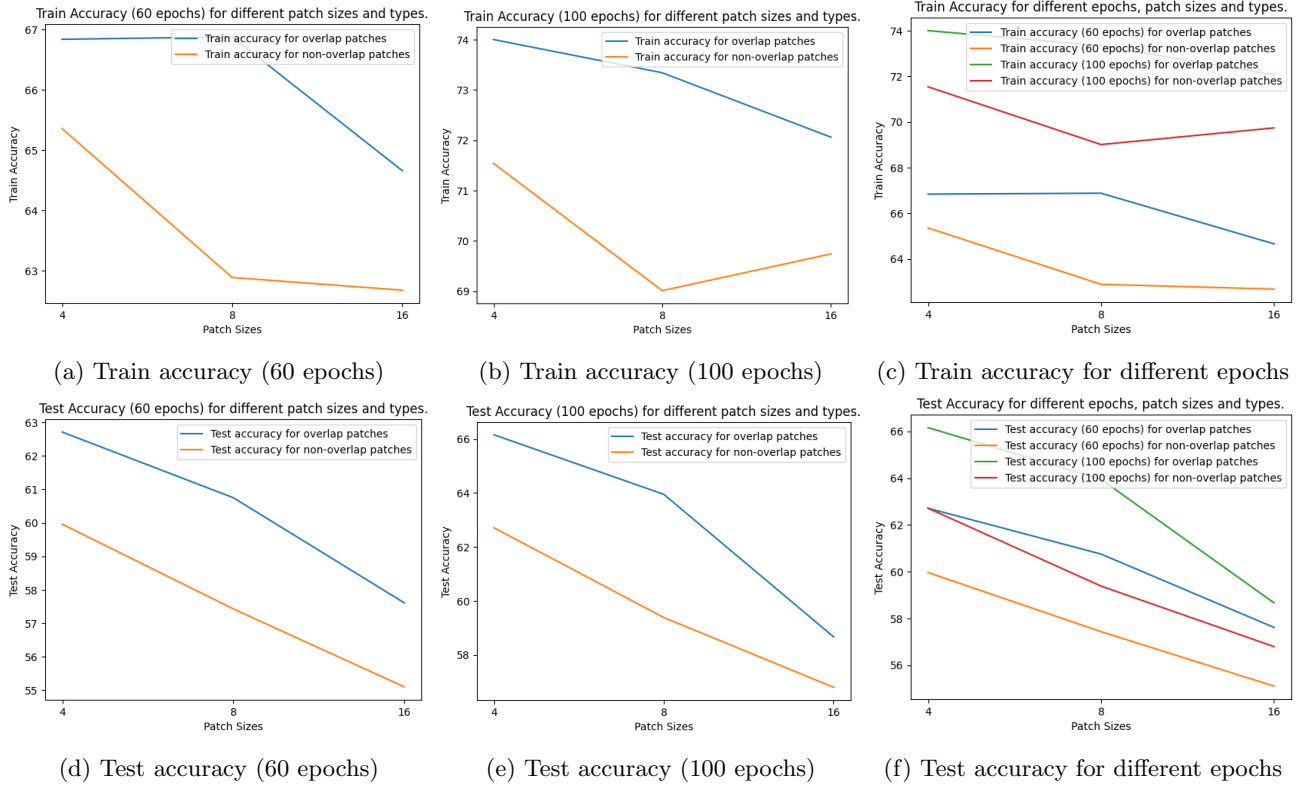 Train Accuracy (60 epochs) for different patch sizes and types.
67
66
65
64
63
Train Accuracy
Train accuracy for overlap patches
Train accuracy for non-overlap patches
4
8
16
Patch Sizes
(a) Train accuracy (60 epochs)
Train Accuracy (100 epochs) for different patch sizes and types.
74
73
72
71
70
69
Train Accuracy
Train accuracy for overlap patches
Train accuracy for non-overlap patches
4
8
16
Patch Sizes
(b) Train accuracy (100 epochs)
Train Accuracy for different epochs, patch sizes and types.
74
72
70
68
66
64
Train Accuracy
Train accuracy (60 epochs) for overlap patches
Train accuracy (60 epochs) for non-overlap patches
Train accuracy (100 epochs) for overlap patches
Train accuracy (100 epochs) for non-overlap patches
4
8
16
Patch Sizes
(c) Train accuracy for different epochs
Test Accuracy (60 epochs) for different patch sizes and types.
63
62
61
60
59
58
57
56
55
Test Accuracy
Test accuracy for overlap patches
Test accuracy for non-overlap patches
4
8
16
Patch Sizes
(d) Test accuracy (60 epochs)
Test Accuracy (100 epochs) for different patch sizes and types.
66
64
62
60
58
Test Accuracy
Test accuracy for overlap patches
Test accuracy for non-overlap patches
4
8
16
Patch Sizes
(e) Test accuracy (100 epochs)
Test Accuracy for different epochs, patch sizes and types.
66
64
62
60
58
56
Test Accuracy
Test accuracy (60 epochs) for overlap patches
Test accuracy (60 epochs) for non-overlap patches
Test accuracy (100 epochs) for overlap patches
Test accuracy (100 epochs) for non-overlap patches
4
8
16
Patch Sizes
(f) Test accuracy for different epochs